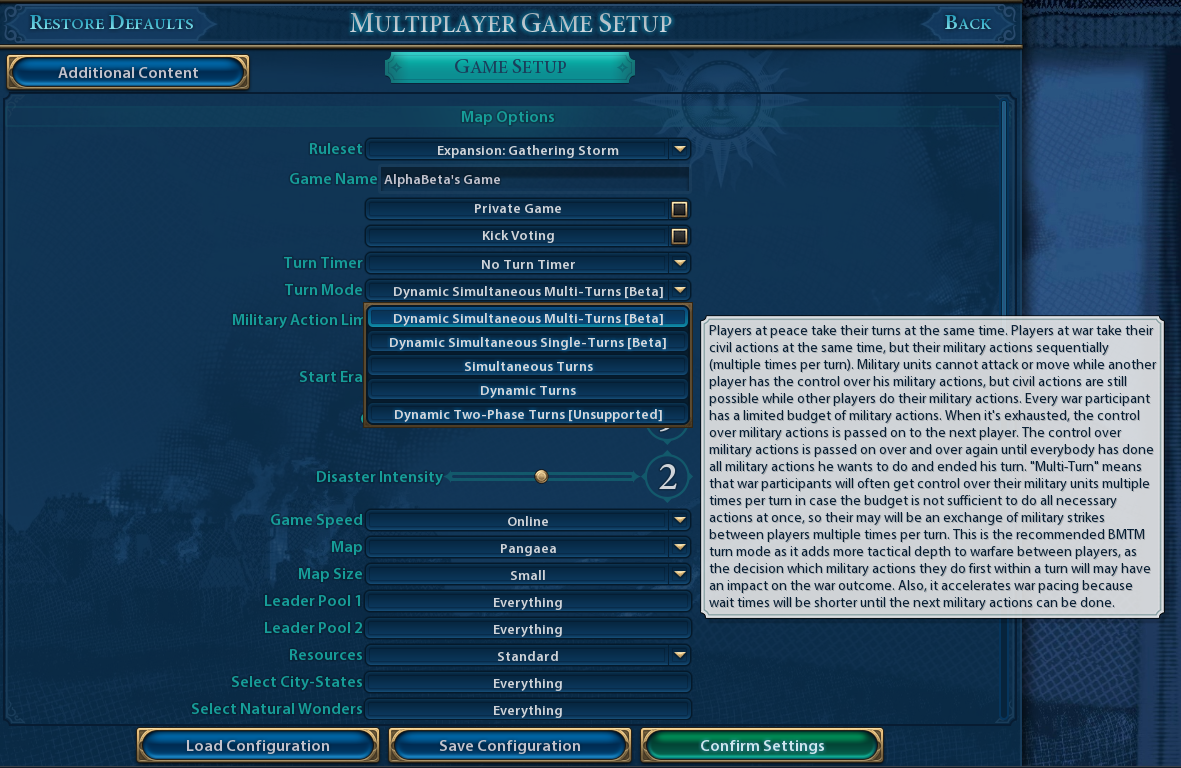 RESTORE DEFAULTS
MULTIPLAYER GAME SETUP
BACK
Additional Content
GAME SETUP
Map Options
Ruleset
Expansion: Gathering Storm
Game Name
AlphaBeta's Game
Private Game
Kick Voting
Turn Timer
No Turn Timer
Turn Mode
Dynamic Simultaneous Multi-Turns [Beta]
Military Action Lim
Dynamic Simultaneous Multi-Turns [Beta]
Dynamic Simultaneous Single-Turns [Beta]
Simultaneous Turns
Start Era
Dynamic Turns
Dynamic Two-Phase Turns [Unsupported]
Players at peace take their turns at the same time. Players at war take their
civil actions at the same time, but their military actions sequentially
(multiple times per turn). Military units cannot attack or move while another
player has the control over his military actions, but civil actions are still
possible while other players do their military actions. Every war participant
has a limited budget of military actions. When it's exhausted, the control
over military actions is passed on to the next player. The control over
military actions is passed on over and over again until everybody has done
all military actions he wants to do and ended his turn. "Multi-Turn" means
that war participants will often get control over their military units multiple
times per turn in case the budget is not sufficient to do all necessary
actions at once, so their may will be an exchange of military strikes
between players multiple times per turn. This is the recommended BMTM
turn mode as it adds more tactical depth to warfare between players, as
the decision which military actions they do first within a turn will may have
an impact on the war outcome. Also, it accelerates war pacing because
wait times will be shorter until the next military actions can be done.
Disaster Intensity
2
Game Speed
Online
Map
Pangaea
Map Size
Small
Leader Pool 1
Everything
Leader Pool 2
Everything
Resources
Standard
Select City-States
Everything
Select Natural Wonders
Everything
Load Configuration
Save Configuration
Confirm Settings